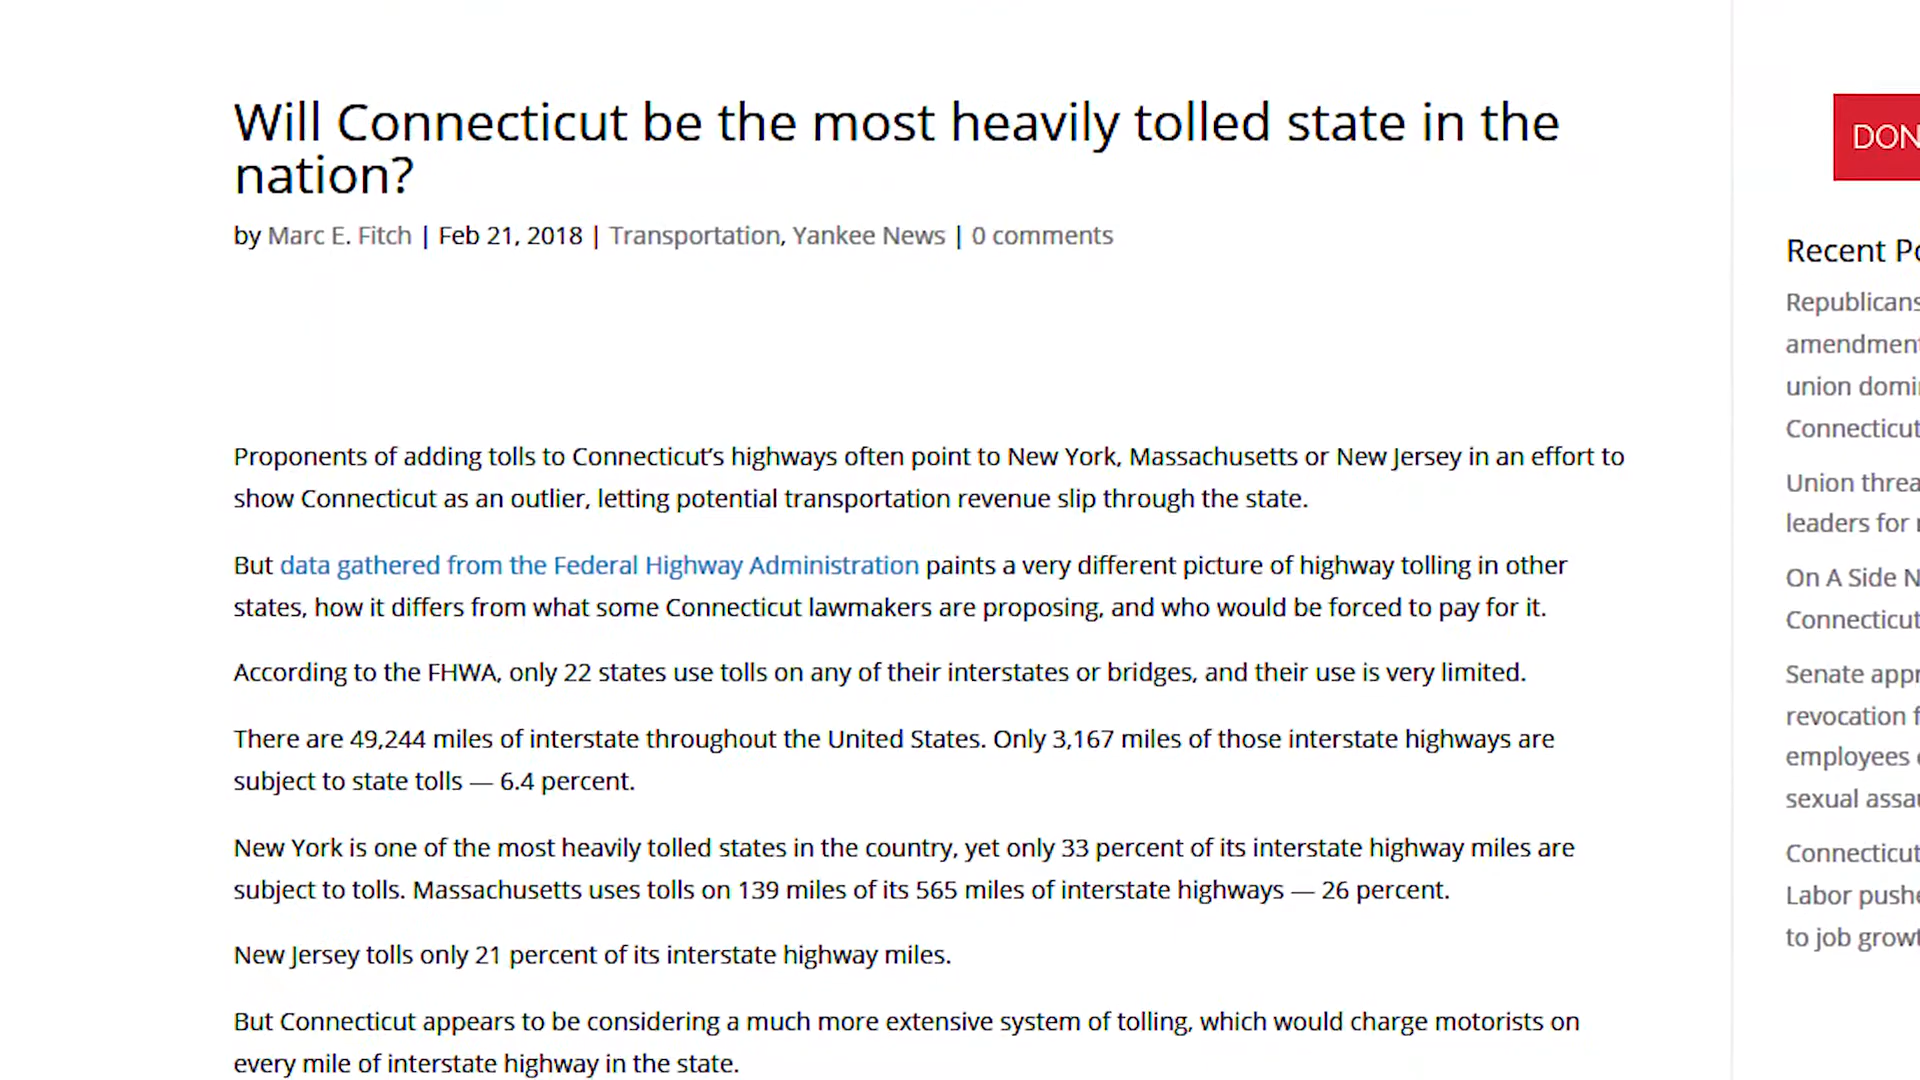 Will Connecticut be the most heavily tolled state in the
nation?
by Marc E. Fitch | Feb 21, 2018 | Transportation, Yankee News | 0 comments
Proponents of adding tolls to Connecticut’s highways often point to New York, Massachusetts or New Jersey in an effort to
show Connecticut as an outlier, letting potential transportation revenue slip through the state.
But data gathered from the Federal Highway Administration paints a very different picture of highway tolling in other
states, how it differs from what some Connecticut lawmakers are proposing, and who would be forced to pay for it.
According to the FHWA, only 22 states use tolls on any of their interstates or bridges, and their use is very limited.
There are 49,244 miles of interstate throughout the United States. Only 3,167 miles of those interstate highways are
subject to state tolls — 6.4 percent.
New York is one of the most heavily tolled states in the country, yet only 33 percent of its interstate highway miles are
subject to tolls. Massachusetts uses tolls on 139 miles of its 565 miles of interstate highways — 26 percent.
New Jersey tolls only 21 percent of its interstate highway miles.
But Connecticut appears to be considering a much more extensive system of tolling, which would charge motorists on
every mile of interstate highway in the state.
DON
Recent Po
Republicans
amendment
union domi
Connecticut
Union threa
leaders for
On A Side N
Connecticut
Senate appr
revocation f
employees
sexual assau
Connecticut
Labor pushe
to job growt